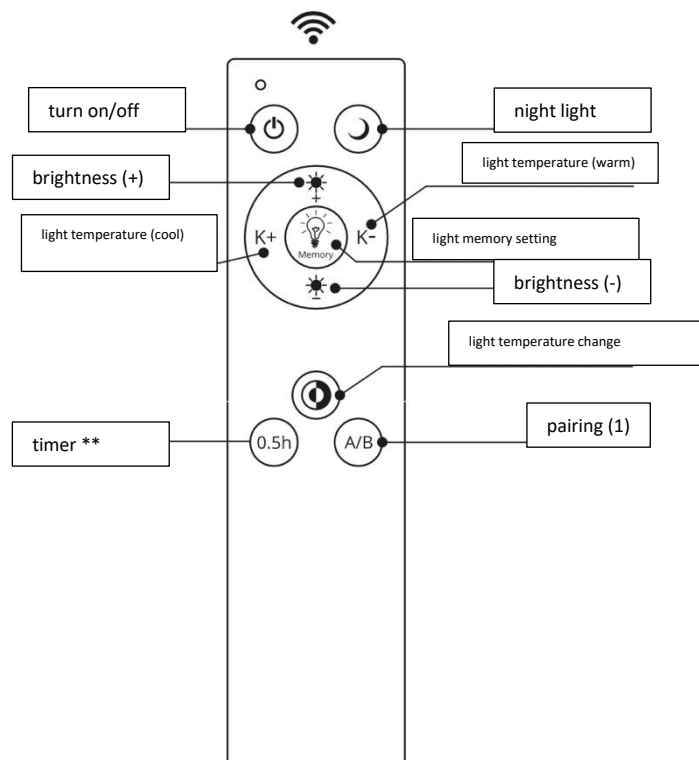 turn on/off
night light
brightness (+)
light temperature (warm)
+
light temperature (cool)
K+
K-
Memory
light memory setting
brightness (-)
−
light temperature change
timer **
0.5h
A/B
pairing (1)